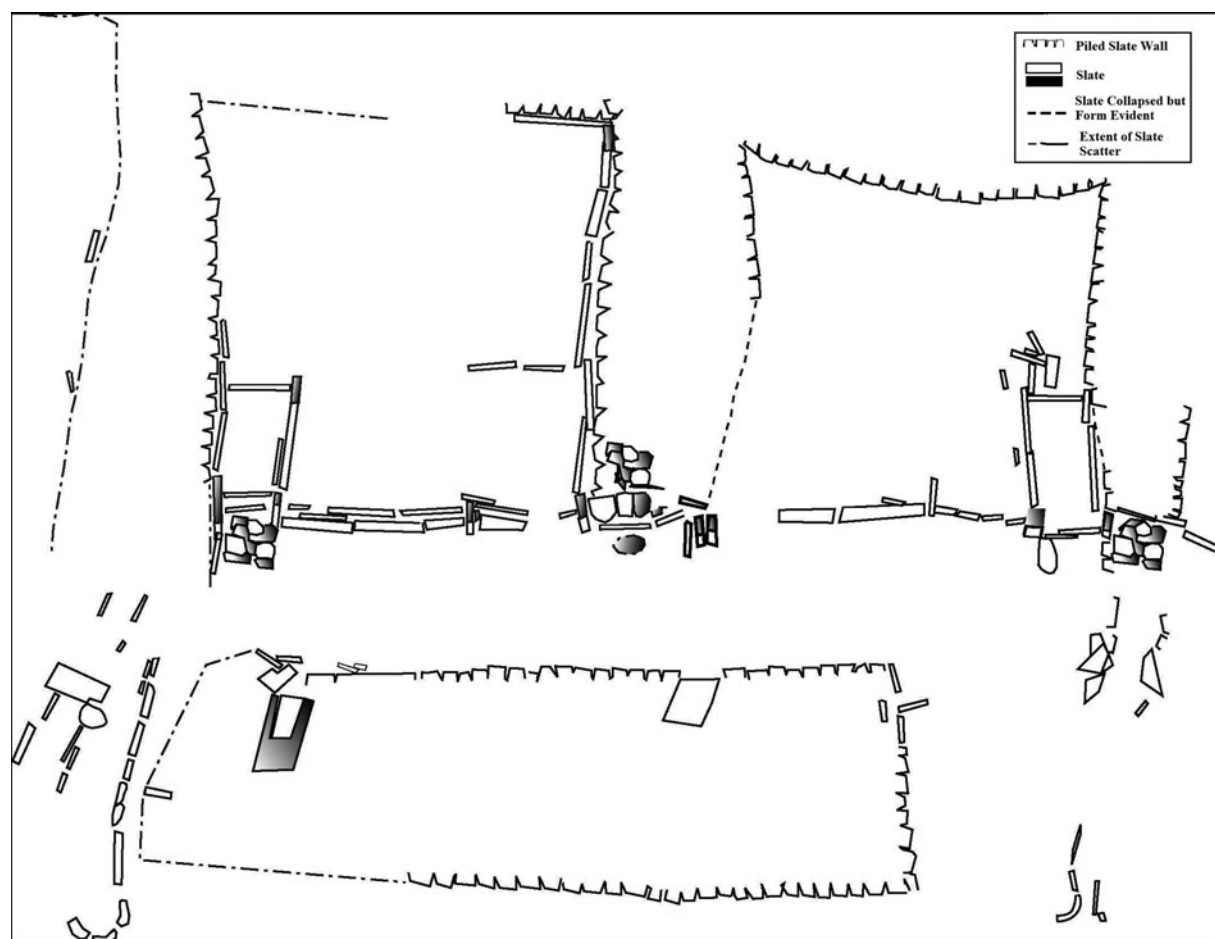 Piled Slate Wall
Slate
Slate Collapsed but
Form Evident
Extent of Slate
Scatter